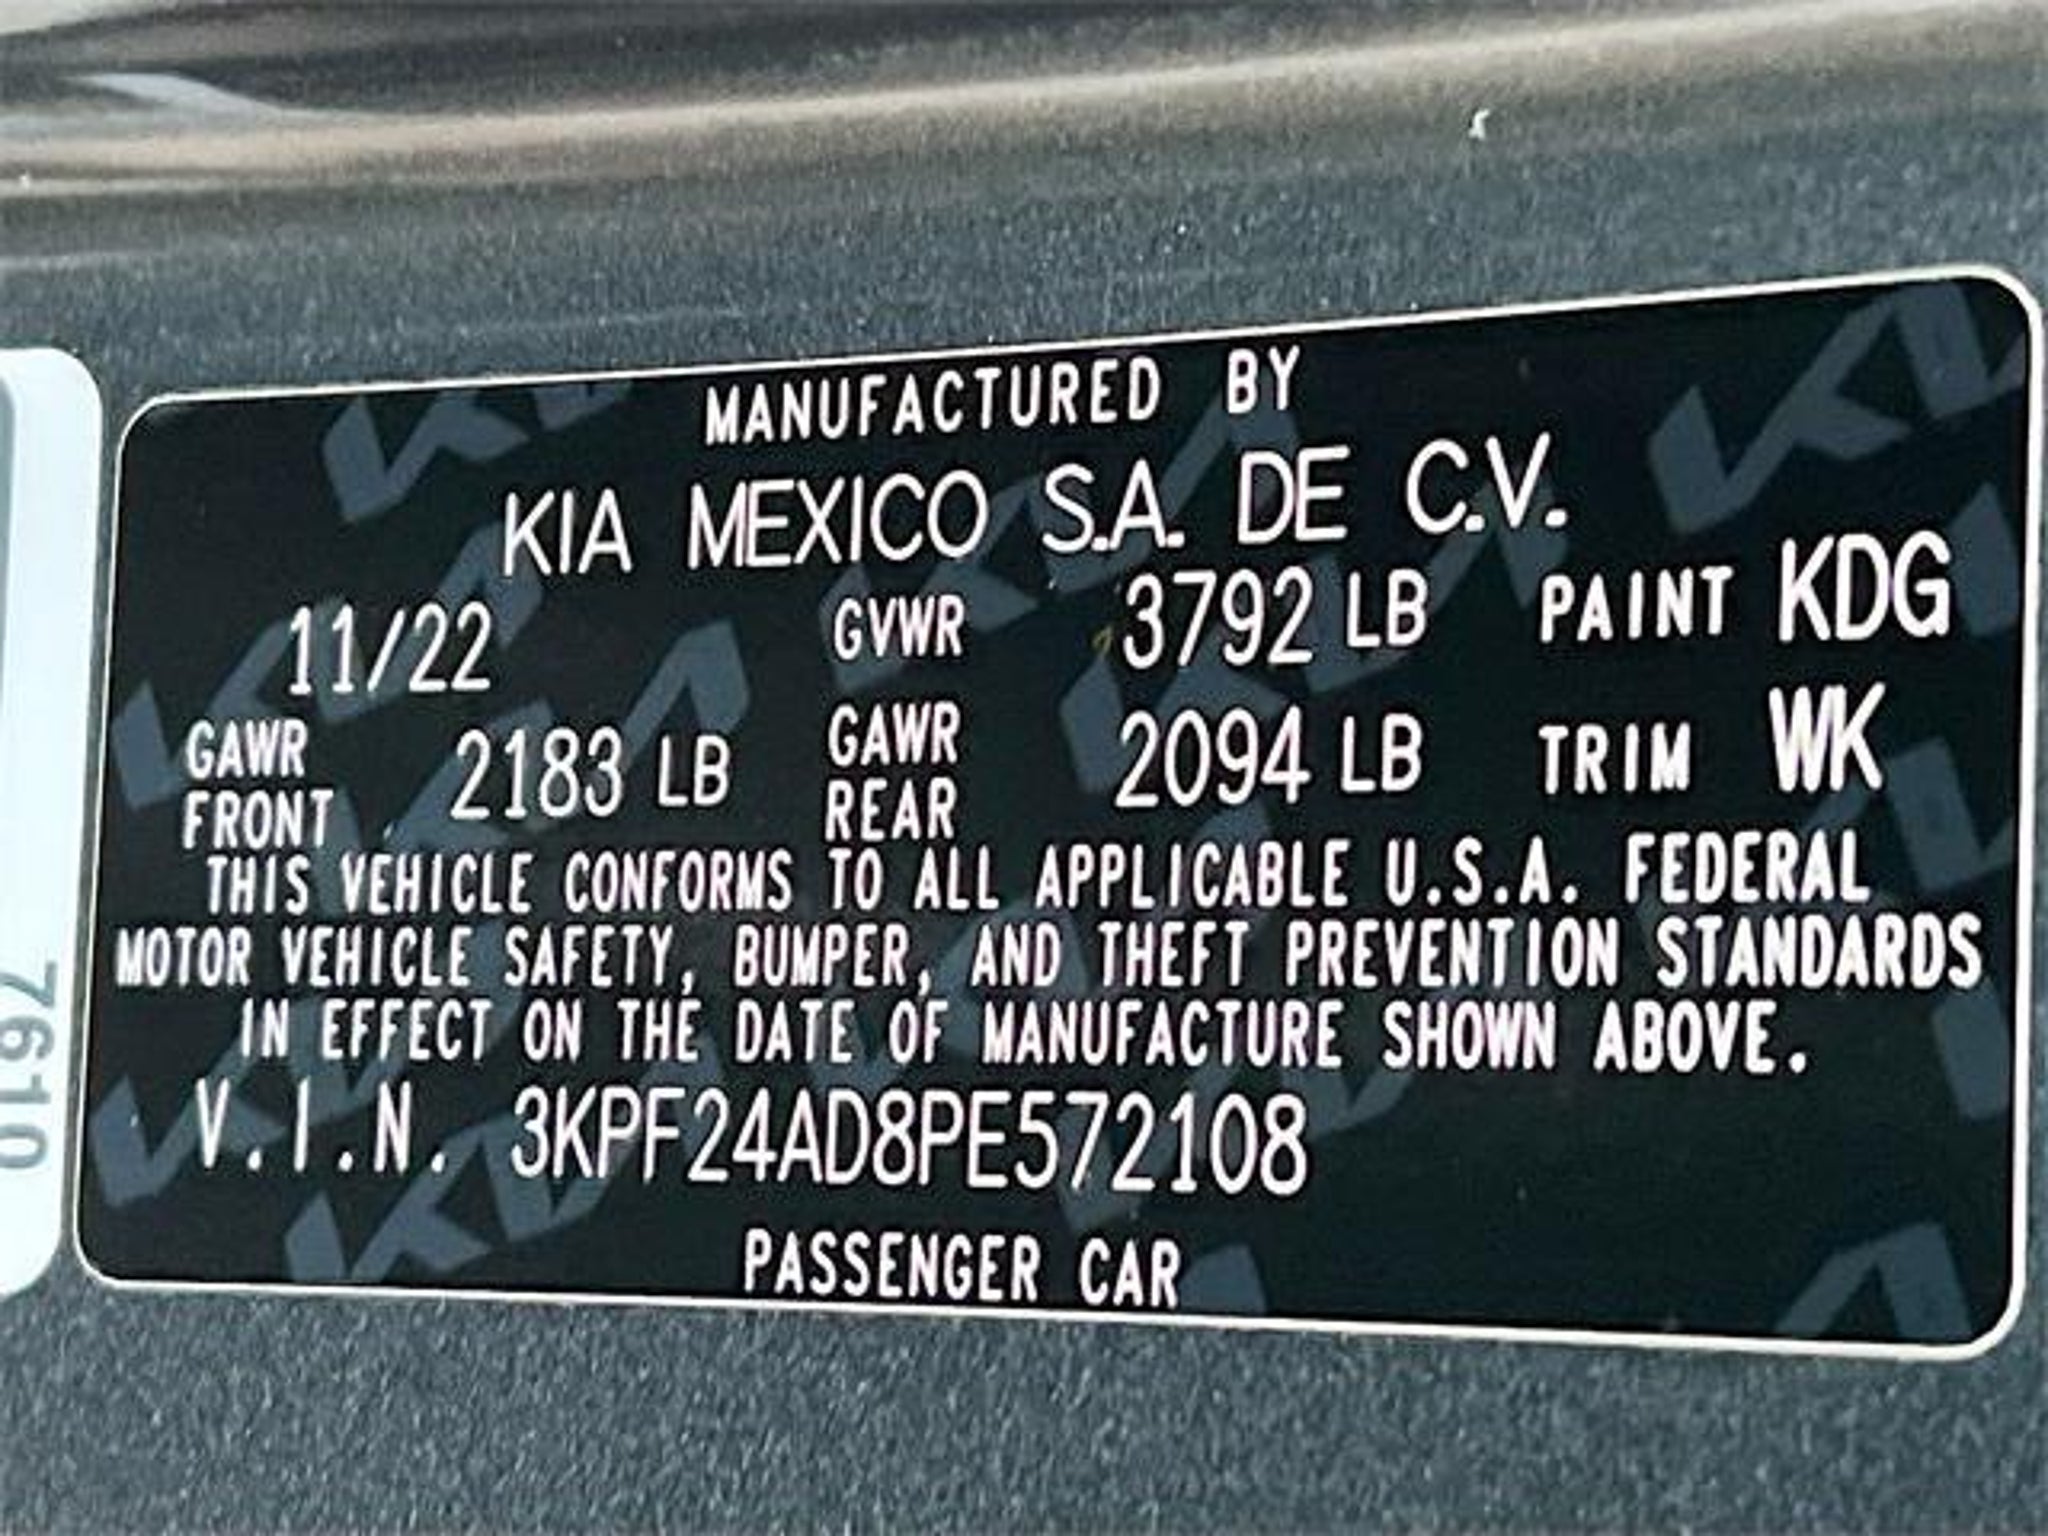 MANUFACTURED BY
KIA MEXICO S.A. DE C.V.
11/22 GVWR 3792 LB PAINT KDG
GAWR FRONT 2183 LB GAWR REAR 2094 LB TRIM WK
THIS VEHICLE CONFORMS TO ALL APPLICABLE U.S.A. FEDERAL
MOTOR VEHICLE SAFETY, BUMPER, AND THEFT PREVENTION STANDARDS
IN EFFECT ON THE DATE OF MANUFACTURE SHOWN ABOVE.
V.I.N. 3KPF24AD8PE572108
PASSENGER CAR
7610